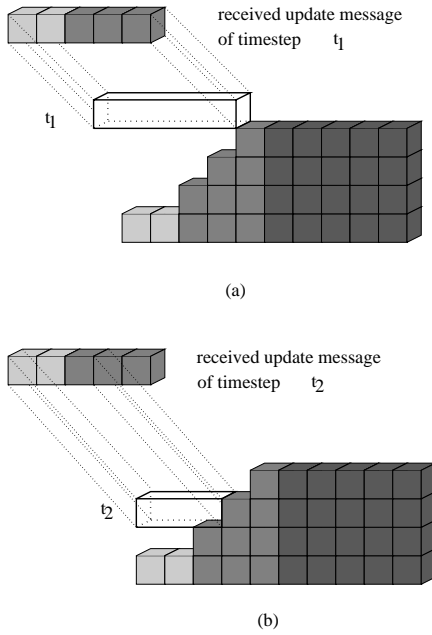 received update message
of timestep t1
t1
(a)
received update message
of timestep t2
t2
(b)